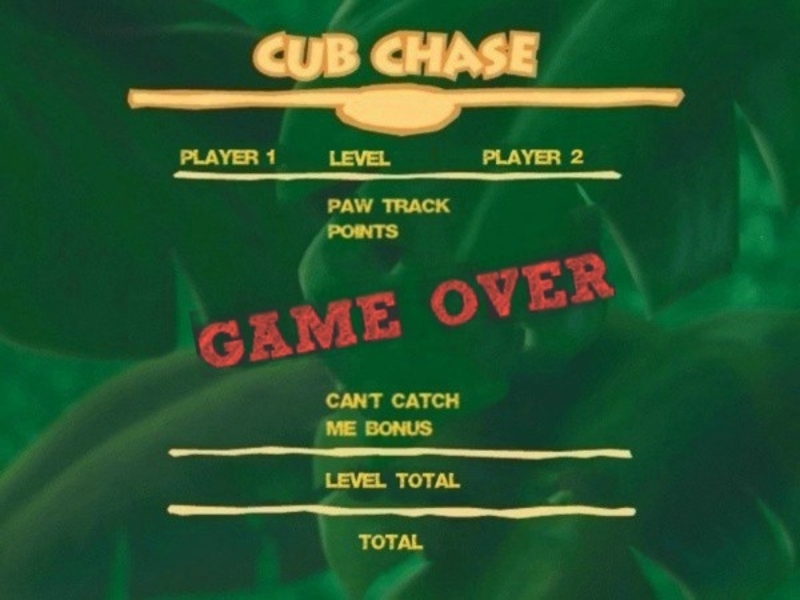 CUB CHASE
PLAYER 1 LEVEL PLAYER 2
PAW TRACK
POINTS
GAME OVER
CAN'T CATCH
ME BONUS
LEVEL TOTAL
TOTAL